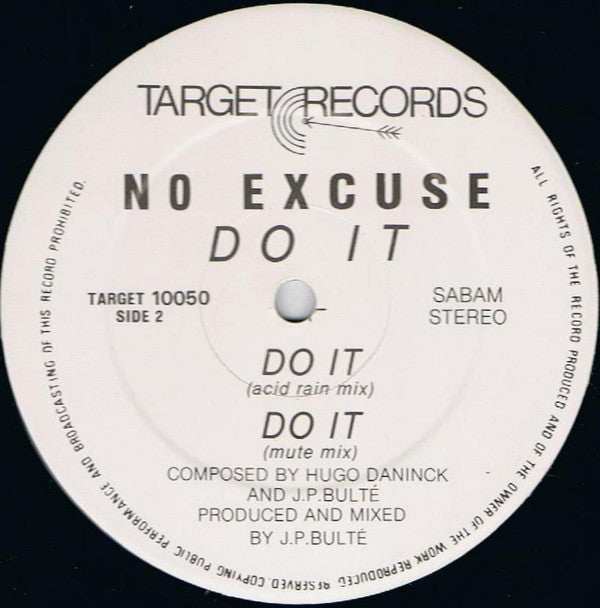 TARGET RECORDS
NO EXCUSE
DO IT
TARGET 10050
SIDE 2
SABAM
STEREO
DO IT
(acid rain mix)
DO IT
(mute mix)
COMPOSED BY HUGO DANINCK
AND J.P.BULTÉ
PRODUCED AND MIXED
BY J.P.BULTÉ
ALL RIGHTS OF THE RECORD PRODUCED AND OF THE OWNER OF THE WORK REPRODUCED RESERVED. COPYING PUBLIC PERFORMANCE AND BROADCASTING OF THIS RECORD PROHIBITED.